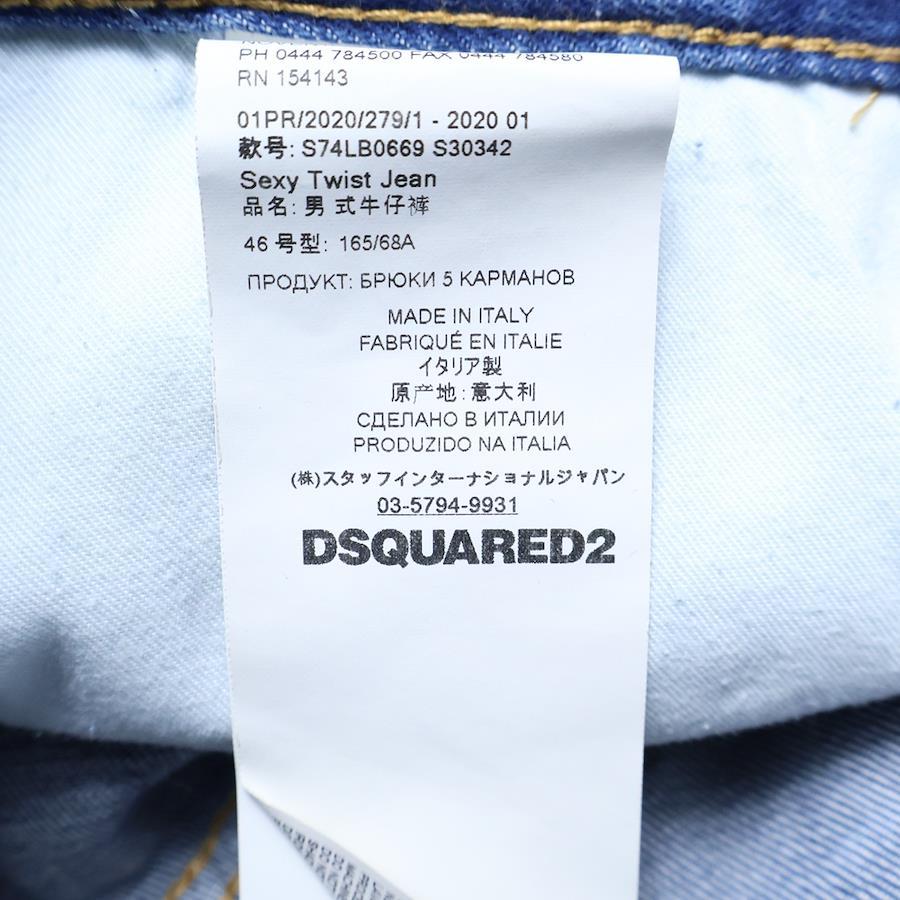 PH 0444 784500 FAX 0444 784580
RN 154143
01PR/2020/279/1 - 2020 01
款号: S74LB0669 S30342
Sexy Twist Jean
品名: 男式牛仔裤
46 号型: 165/68A
ПРОДУКТ: БРЮКИ 5 КАРМАНОВ
MADE IN ITALY
FABRIQUÉ EN ITALIE
イタリア製
原产地: 意大利
СДЕЛАНО В ИТАЛИИ
PRODUZIDO NA ITALIA
(株)スタッフインターナショナルジャパン
03-5794-9931
DSQUARED2